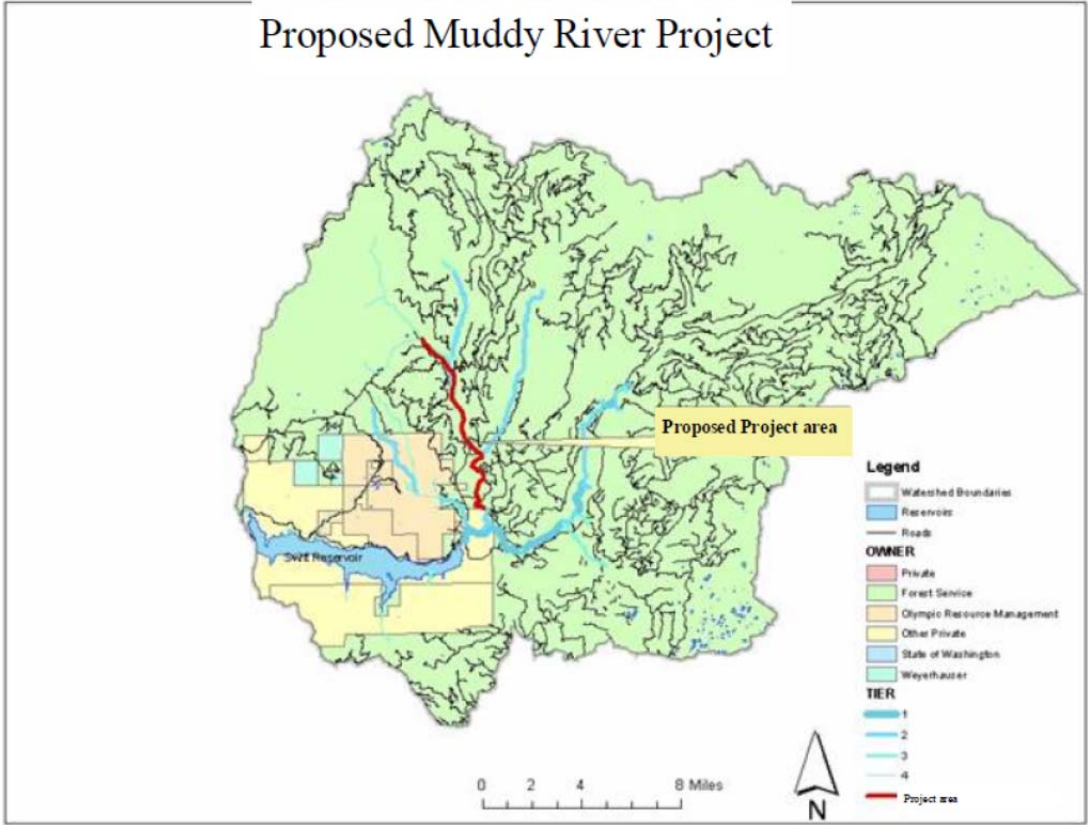 Proposed Muddy River Project
Proposed Project area
Swift Reservoir
Legend
Watershed Boundaries
Reservoirs
Roads
OWNER
Private
Forest Service
Olympic Resource Management
Other Private
State of Washington
Weyerhauser
TIER
1
2
3
4
Project area
0 2 4 8 Miles
N